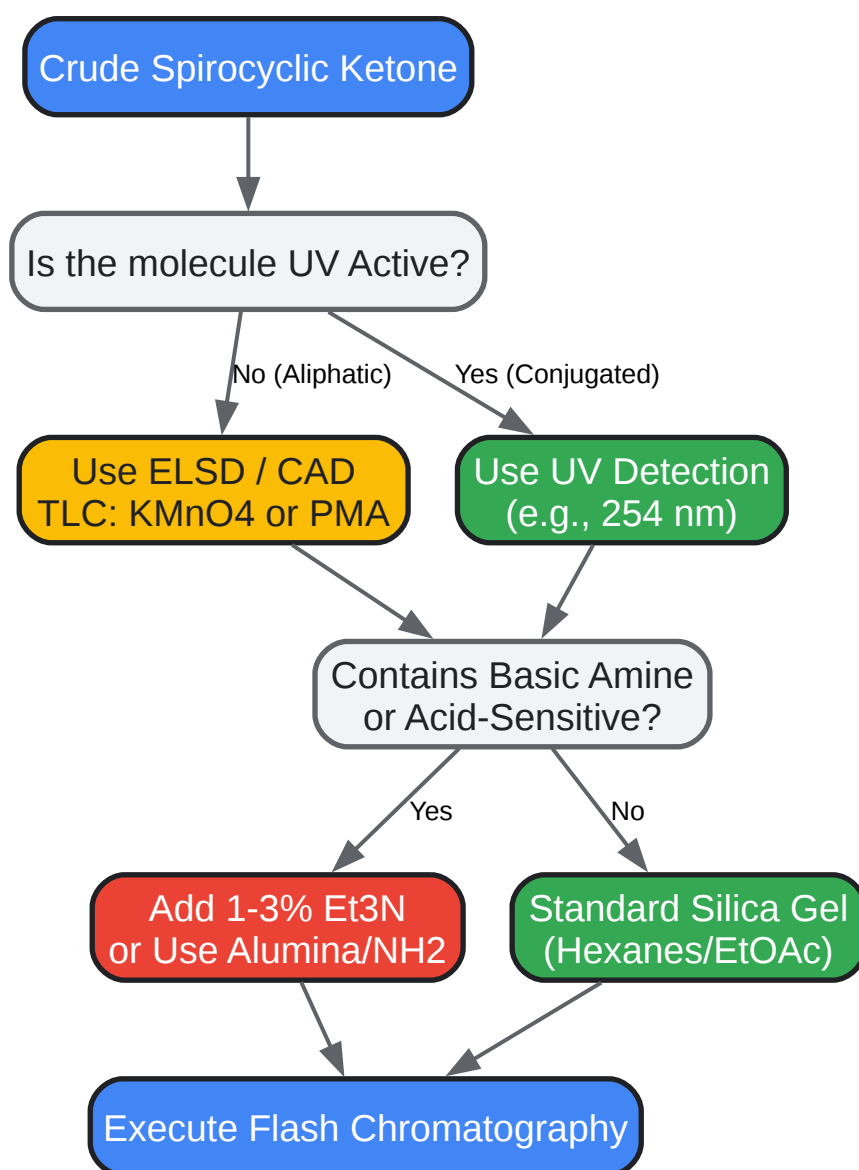 Crude Spirocyclic Ketone
Is the molecule UV Active?
No (Aliphatic)
Yes (Conjugated)
Use ELSD / CAD
TLC: KMnO4 or PMA
Use UV Detection
(e.g., 254 nm)
Contains Basic Amine
or Acid-Sensitive?
Yes
No
Add 1-3% Et3N
or Use Alumina/NH2
Standard Silica Gel
(Hexanes/EtOAc)
Execute Flash Chromatography